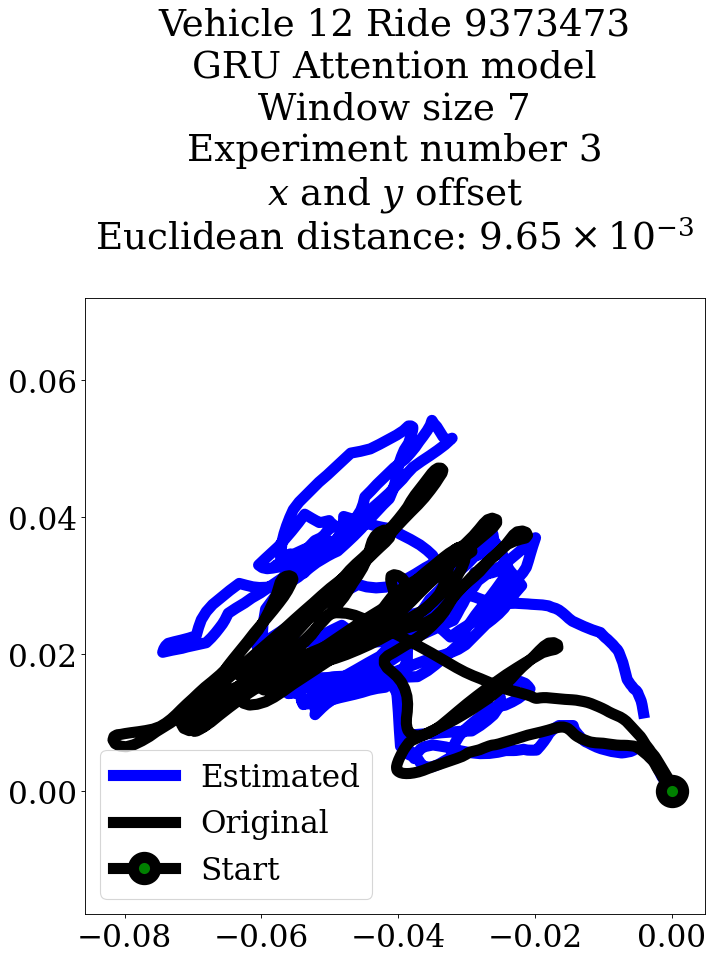 Vehicle 12 Ride 9373473
GRU Attention model
Window size 7
Experiment number 3
x and y offset
Euclidean distance: 9.65 × 10⁻³
0.06
0.04
0.02
0.00
Estimated
Original
Start
−0.08 −0.06 −0.04 −0.02 0.00